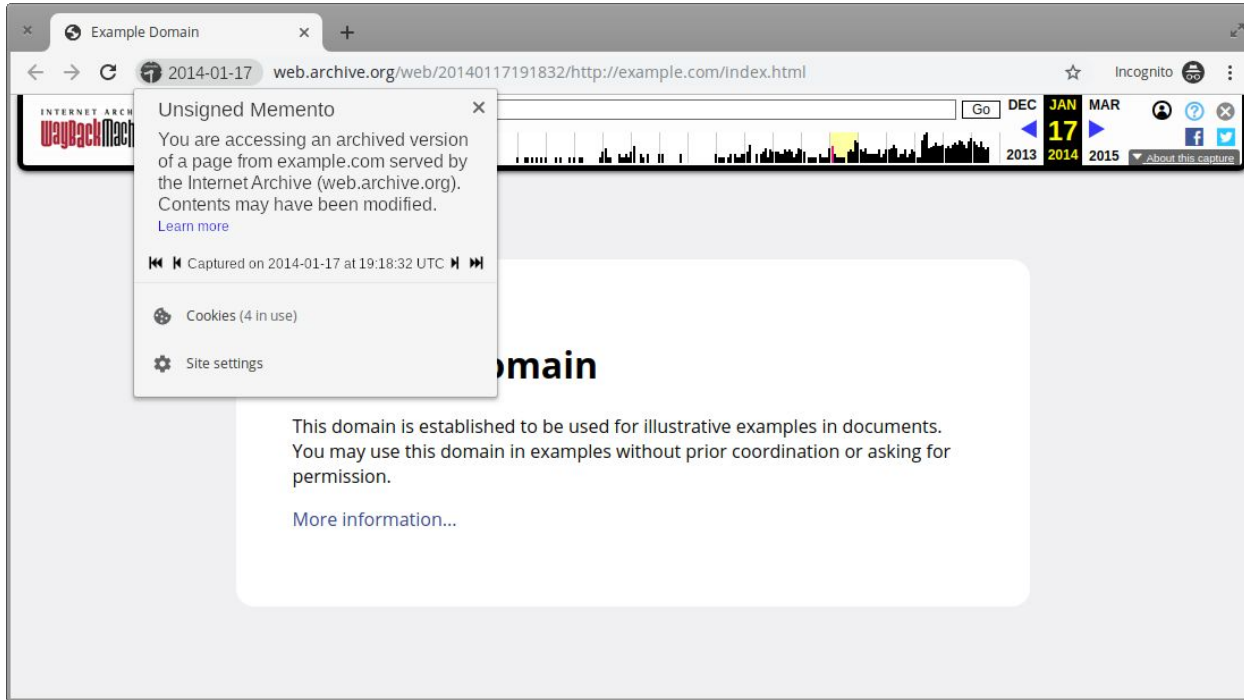 Example Domain
2014-01-17 web.archive.org/web/20140117191832/http://example.com/index.html Incognito
INTERNET ARCH
WayBackMach
Go
DEC JAN MAR
17
2013 2014 2015
About this capture
Unsigned Memento
You are accessing an archived version
of a page from example.com served by
the Internet Archive (web.archive.org).
Contents may have been modified.
Learn more
Captured on 2014-01-17 at 19:18:32 UTC
Cookies (4 in use)
Site settings
main
This domain is established to be used for illustrative examples in documents.
You may use this domain in examples without prior coordination or asking for
permission.
More information...